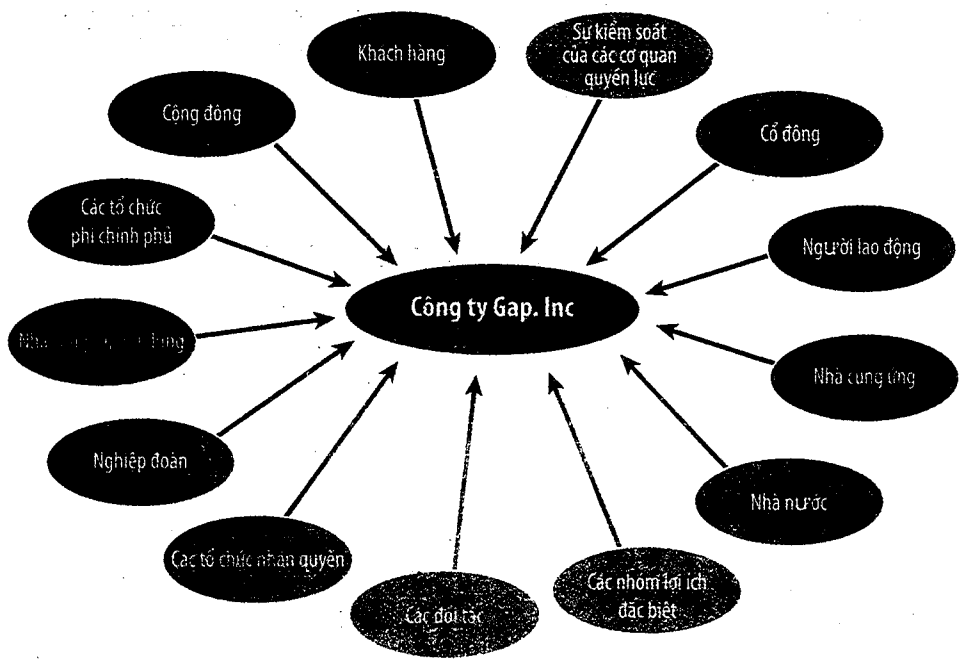 Khách hàng
Sự kiểm soát
của các cơ quan
quyền lực
Cộng đồng
Cổ đông
Các tổ chức
phi chính phủ
Người lao động
Công ty Gap. Inc
Nhà cung ứng
Nghiệp đoàn
Nhà nước
Các tổ chức nhân quyền
Các nhóm lợi ích
đặc biệt
Các đối tác